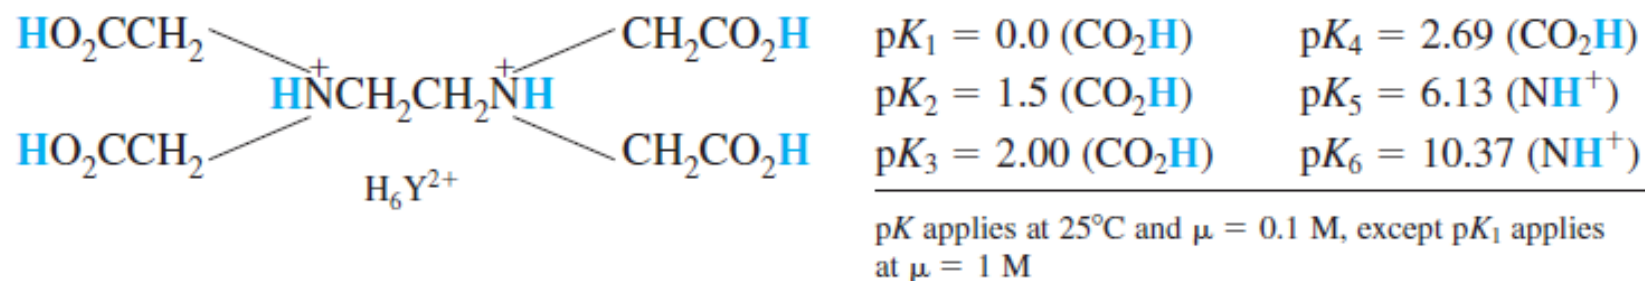 HO₂CCH₂ CH₂CO₂H
HN⁺CH₂CH₂N⁺H
HO₂CCH₂ CH₂CO₂H
H₆Y²⁺
pK₁ = 0.0 (CO₂H) pK₄ = 2.69 (CO₂H)
pK₂ = 1.5 (CO₂H) pK₅ = 6.13 (NH⁺)
pK₃ = 2.00 (CO₂H) pK₆ = 10.37 (NH⁺)
pK applies at 25°C and μ = 0.1 M, except pK₁ applies
at μ = 1 M